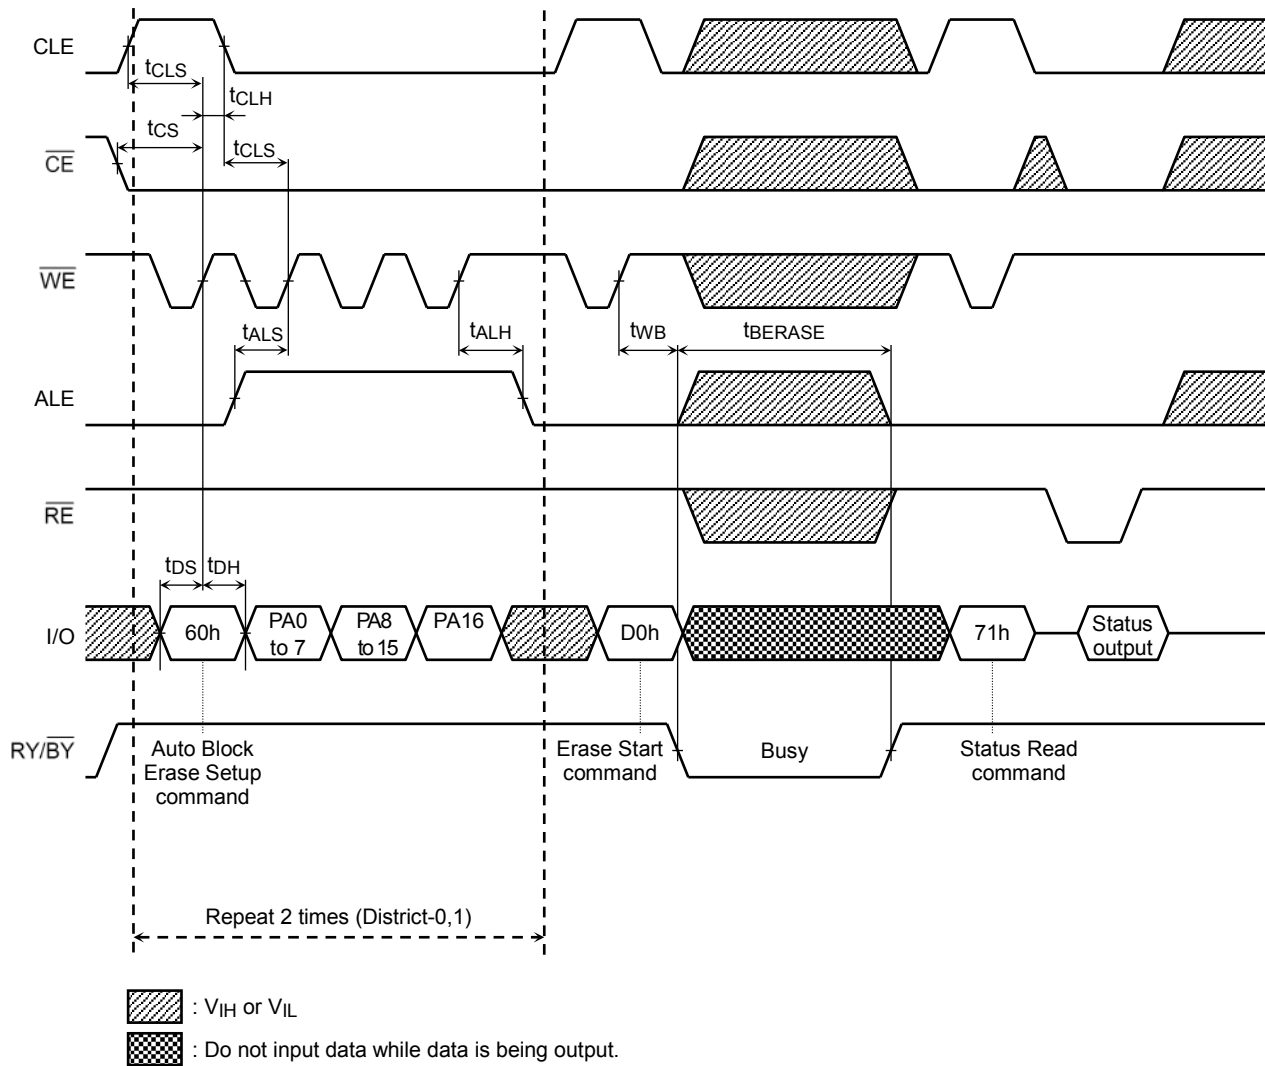 CLE
tCLS
tCLH
tCS
CE
tCLS
WE
tALS
tALH
tWB
tBERASE
ALE
RE
tDS
tDH
I/O
60h
PA0
to 7
PA8
to 15
PA16
D0h
71h
Status
output
RY/BY
Auto Block
Erase Setup
command
Erase Start
command
Busy
Status Read
command
Repeat 2 times (District-0,1)
: VIH or VIL
: Do not input data while data is being output.